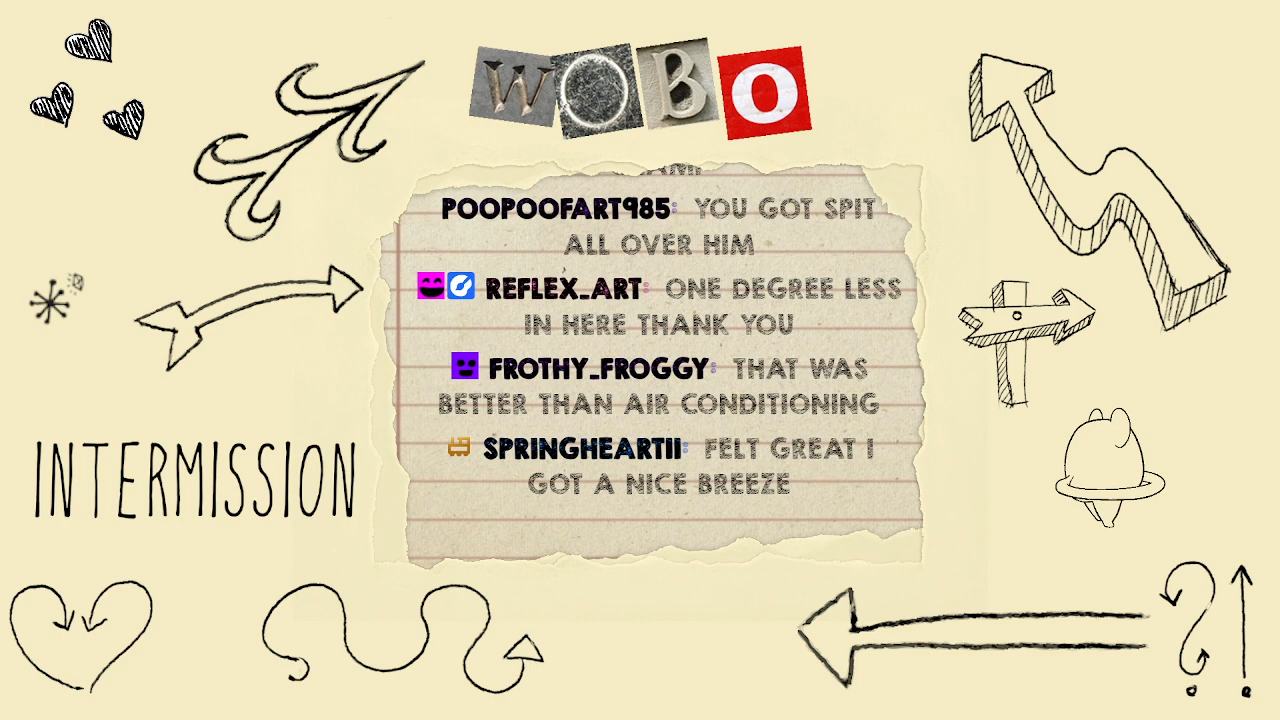 WOBO
POOPOOFART985: YOU GOT SPIT
ALL OVER HIM
REFLEX_ART: ONE DEGREE LESS
IN HERE THANK YOU
FROTHY_FROGGY: THAT WAS
BETTER THAN AIR CONDITIONING
SPRINGHEARTII: FELT GREAT I
GOT A NICE BREEZE
INTERMISSION